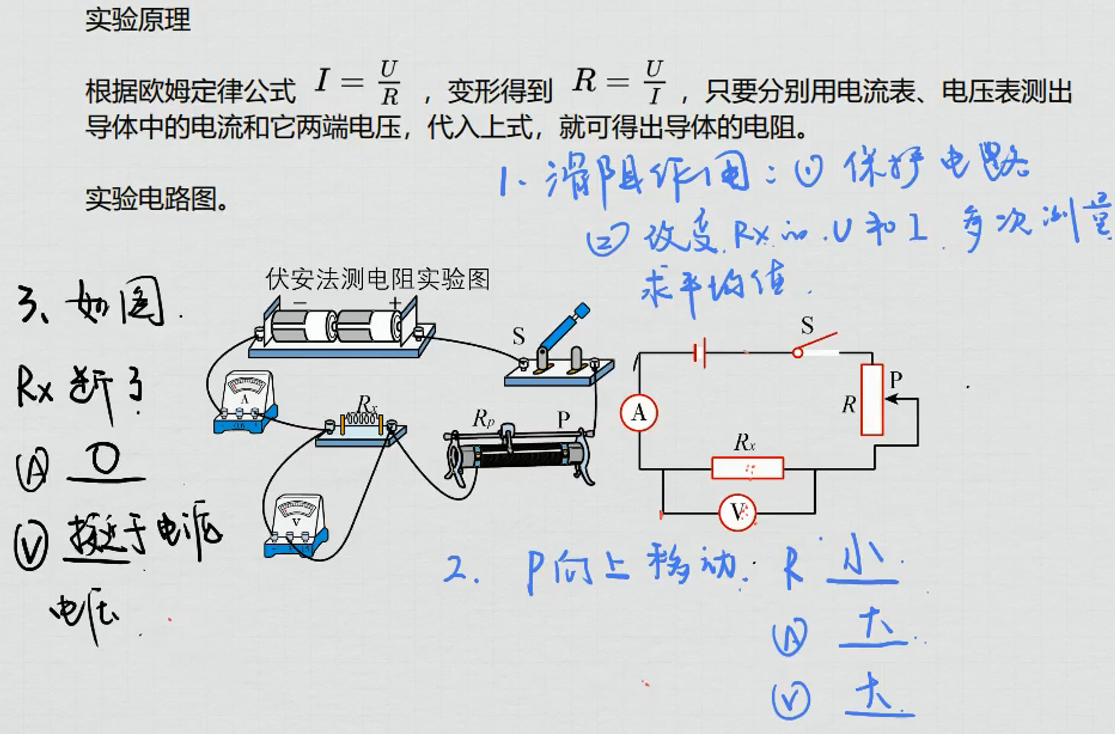 实验原理
根据欧姆定律公式 I = U/R ，变形得到 R = U/I ，只要分别用电流表、电压表测出
导体中的电流和它两端电压，代入上式，就可得出导体的电阻。
1. 滑阻作用：① 保护电路
实验电路图。
② 改变 Rx 的 U 和 I 多次测量
求平均值.
伏安法测电阻实验图
3、如图.
Rx 断了
Ⓐ 0
Ⓥ 接近于电源
电压.
− +
S
A
0.6
Rx
Rp P
V
S
P
R
A
Rx
V
2. P向上移动. R 小.
Ⓐ 大.
Ⓥ 大.